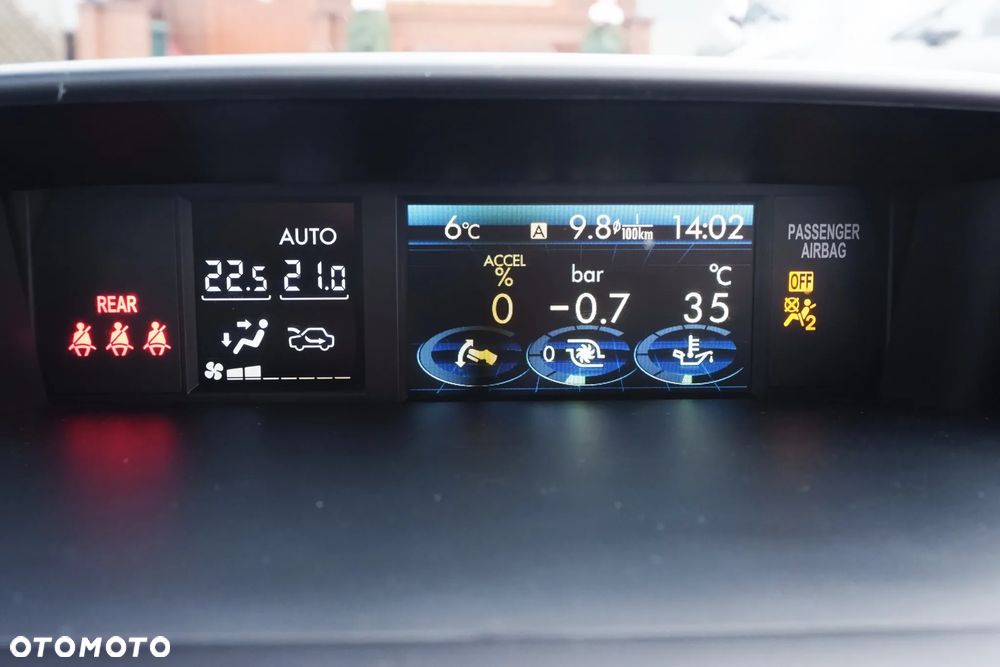 REAR
AUTO
22.5 21.0
6°C A 9.8 ø/100km 14:02
ACCEL
% bar °C
0 -0.7 35
0
PASSENGER
AIRBAG
OFF
2
OTOMOTO